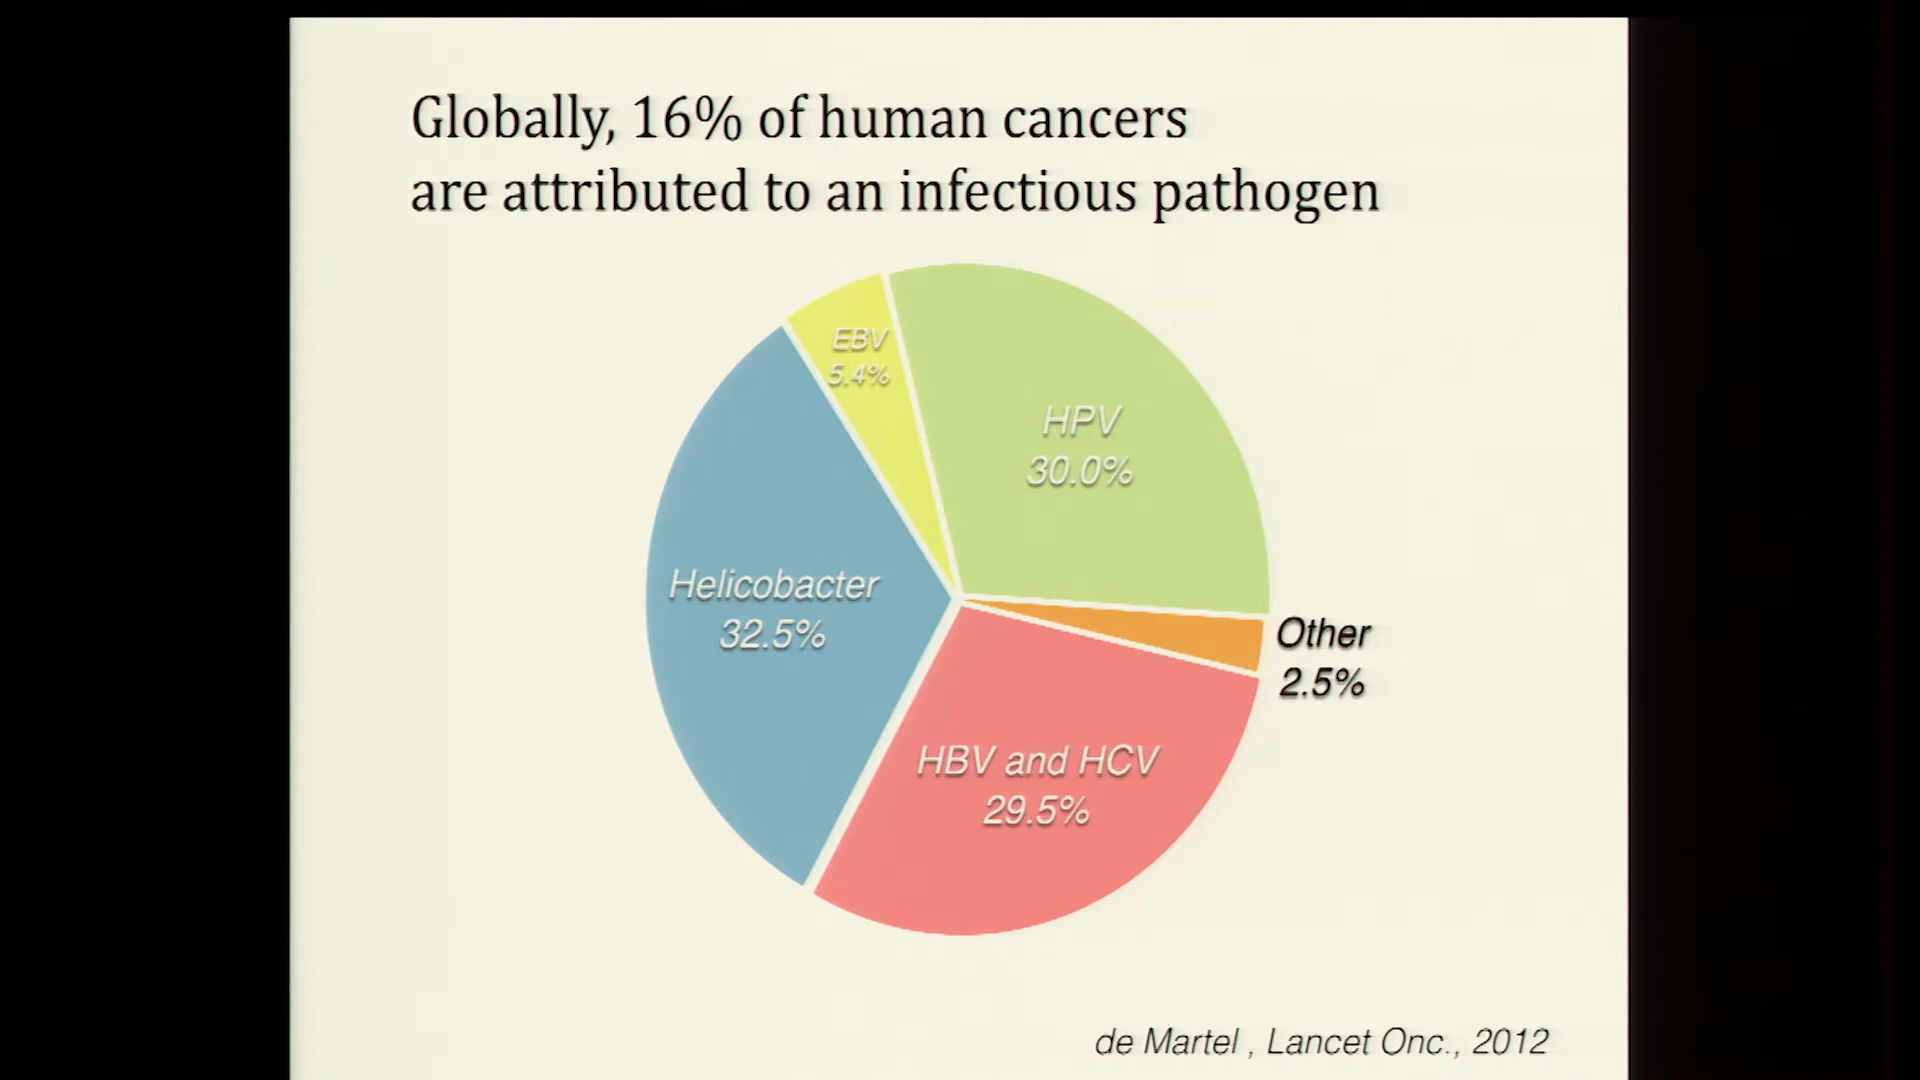 Globally, 16% of human cancers
are attributed to an infectious pathogen
EBV
5.4%
HPV
30.0%
Helicobacter
32.5%
Other
2.5%
HBV and HCV
29.5%
de Martel , Lancet Onc., 2012